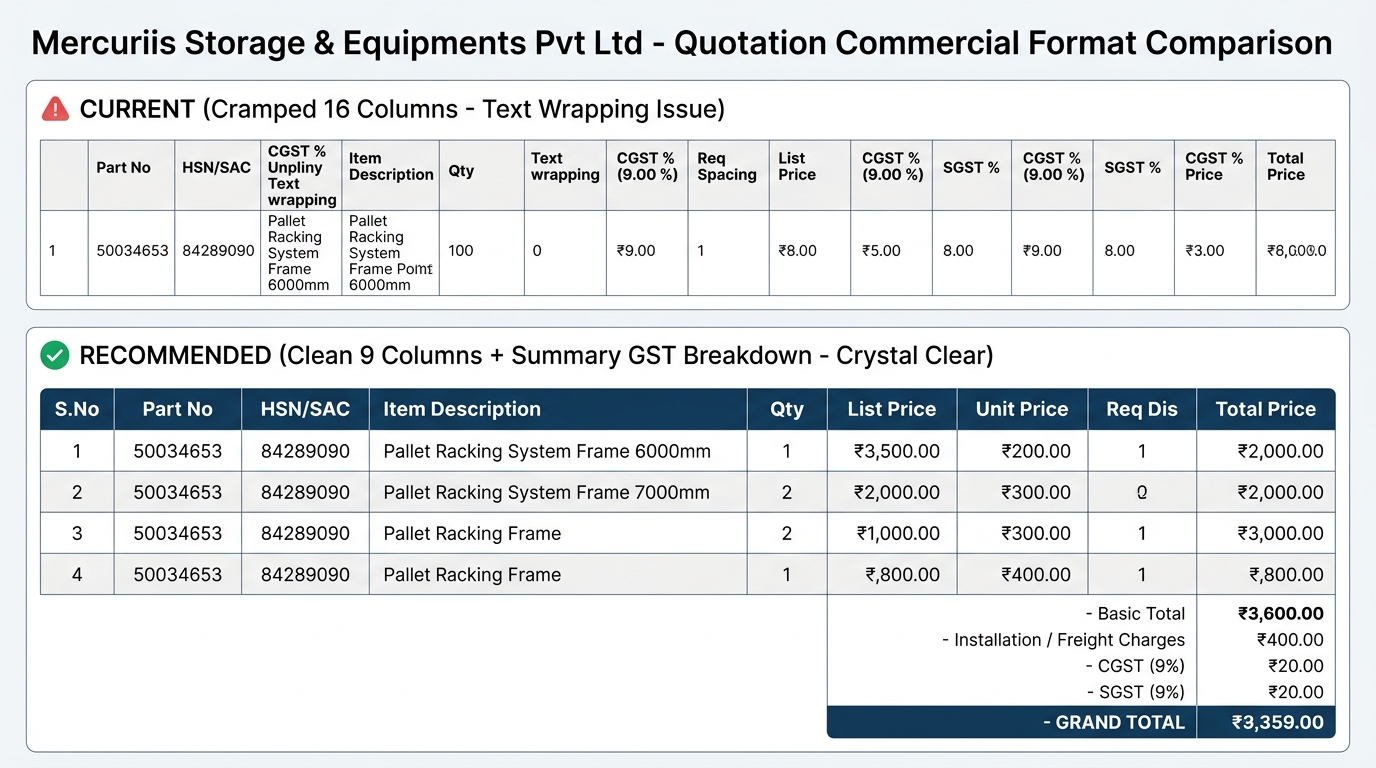 Mercuriis Storage & Equipments Pvt Ltd - Quotation Commercial Format Comparison
CURRENT (Cramped 16 Columns - Text Wrapping Issue)
Part No HSN/SAC CGST % Unpliny Text wrapping Item Description Qty Text wrapping CGST % (9.00 %) Req Spacing List Price CGST % (9.00 %) SGST % CGST % (9.00 %) SGST % CGST % Price Total Price
1 50034653 84289090 Pallet Racking System Frame 6000mm Pallet Racking System Frame 6000mm 100 0 ₹9.00 1 ₹8.00 ₹5.00 8.00 ₹9.00 8.00 ₹3.00
RECOMMENDED (Clean 9 Columns + Summary GST Breakdown - Crystal Clear)
S.No Part No HSN/SAC Item Description Qty List Price Unit Price Req Dis Total Price
1 50034653 84289090 Pallet Racking System Frame 6000mm 1 ₹3,500.00 ₹200.00 1 ₹2,000.00
2 50034653 84289090 Pallet Racking System Frame 7000mm 2 ₹2,000.00 ₹300.00 ₹2,000.00
3 50034653 84289090 Pallet Racking Frame 2 ₹1,000.00 ₹300.00 1 ₹3,000.00
4 50034653 84289090 Pallet Racking Frame 1 ₹,800.00 ₹400.00 1 ₹,800.00
- Basic Total ₹3,600.00
- Installation / Freight Charges ₹400.00
- CGST (9%) ₹20.00
- SGST (9%) ₹20.00
- GRAND TOTAL ₹3,359.00